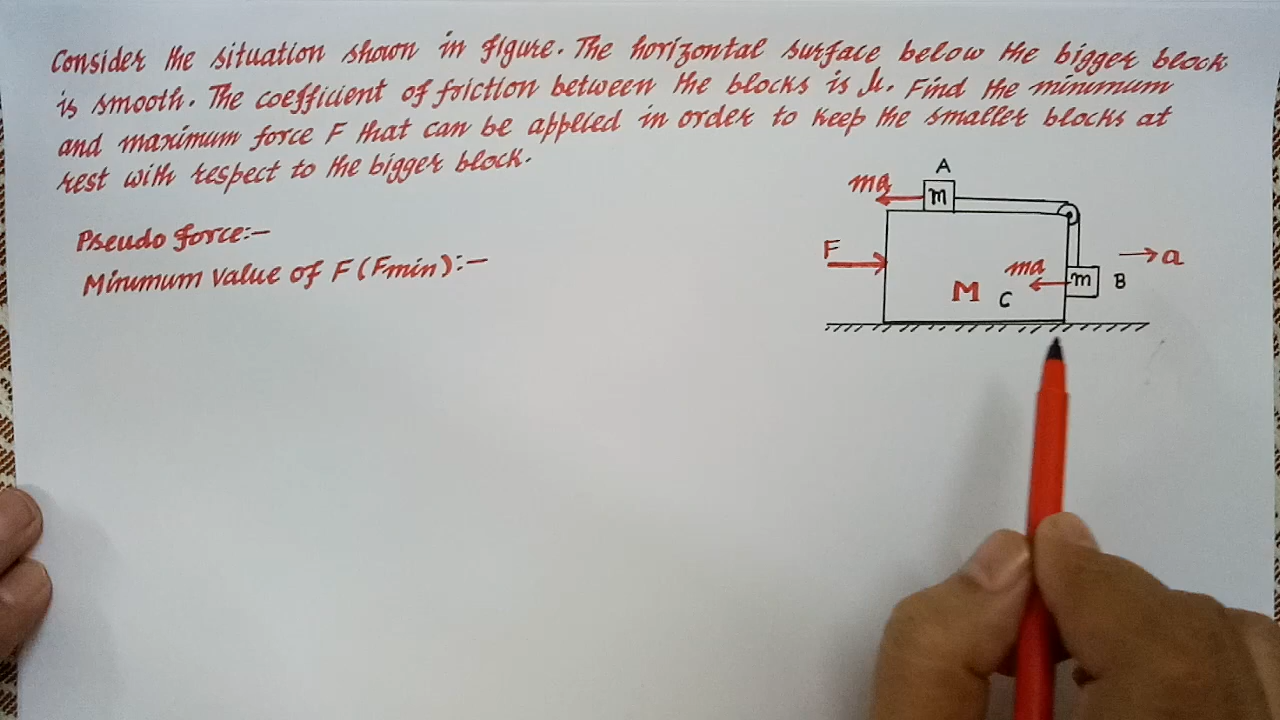 Consider the situation shown in figure. The horizontal surface below the bigger block
is smooth. The coefficient of friction between the blocks is μ. Find the minimum
and maximum force F that can be applied in order to keep the smaller blocks at
rest with respect to the bigger block.
A
ma
m
Pseudo force:-
F
a
ma
m
B
Minimum Value of F (Fmin):-
M
C